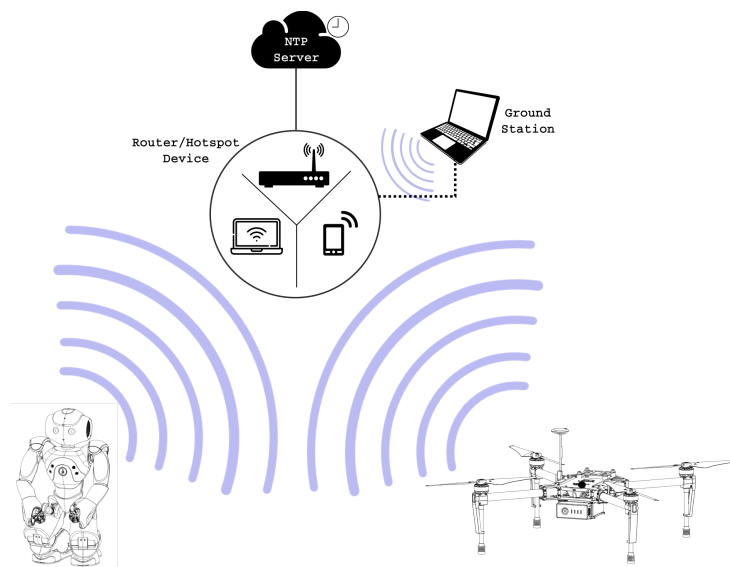 NTP
Server
Router/Hotspot
Device
Ground
Station